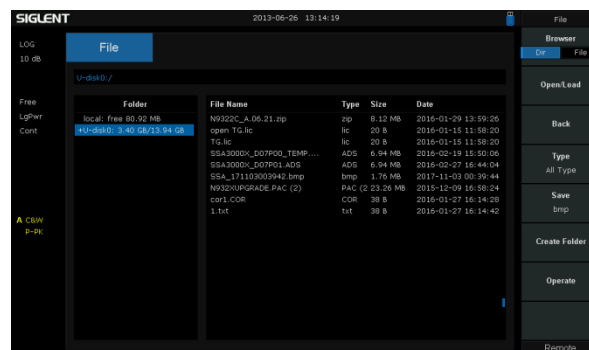 SIGLENT 2013-06-26 13:14:19 File
LOG
10 dB
File
Browser
Dir File
U-disk0:/
Open/Load
Free
LgPwr
Cont
Folder
local: free 80.92 MB
+U-disk0: 3.40 GB/13.94 GB
File Name Type Size Date
N9322C_A.06.21.zip zip 8.12 MB 2016-01-29 13:59:26
open TG.lic lic 20 B 2016-01-15 11:58:20
TG.lic lic 20 B 2016-01-15 11:58:20
SSA3000X_D07P00_TEMP.... ADS 6.94 MB 2016-02-19 15:50:06
SSA3000X_D07P01.ADS ADS 6.94 MB 2016-02-27 16:44:04
SSA_171103003942.bmp bmp 1.76 MB 2017-11-03 00:39:44
N932XUPGRADE.PAC (2) PAC (2 23.26 MB 2015-12-09 16:58:24
cor1.COR COR 38 B 2016-01-27 16:14:28
1.txt txt 38 B 2016-01-27 16:14:42
Back
Type
All Type
Save
bmp
A C&W
P-PK
Create Folder
Operate
Remote